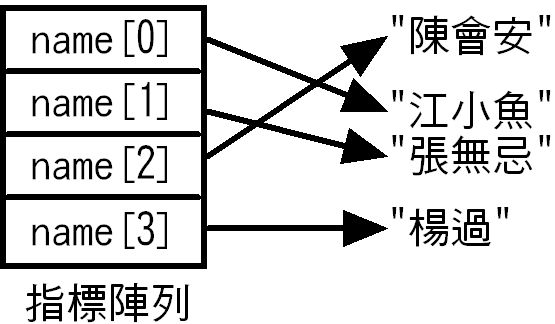 name[0]
name[1]
name[2]
name[3]
指標陣列
"陳會安"
"江小魚"
"張無忌"
"楊過"